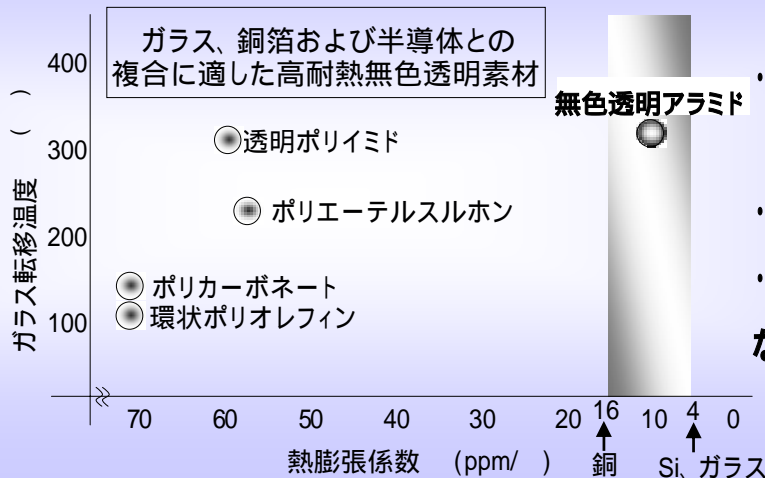 ガラス、銅箔および半導体との
複合に適した高耐熱無色透明素材
400
300
200
100
ガラス転移温度 ( )
無色透明アラミド
透明ポリイミド
ポリエーテルスルホン
ポリカーボネート
環状ポリオレフィン
・
・
・
70 60 50 40 30 20 16 10 4 0
熱膨張係数 (ppm/ ) 銅 Si、ガラス